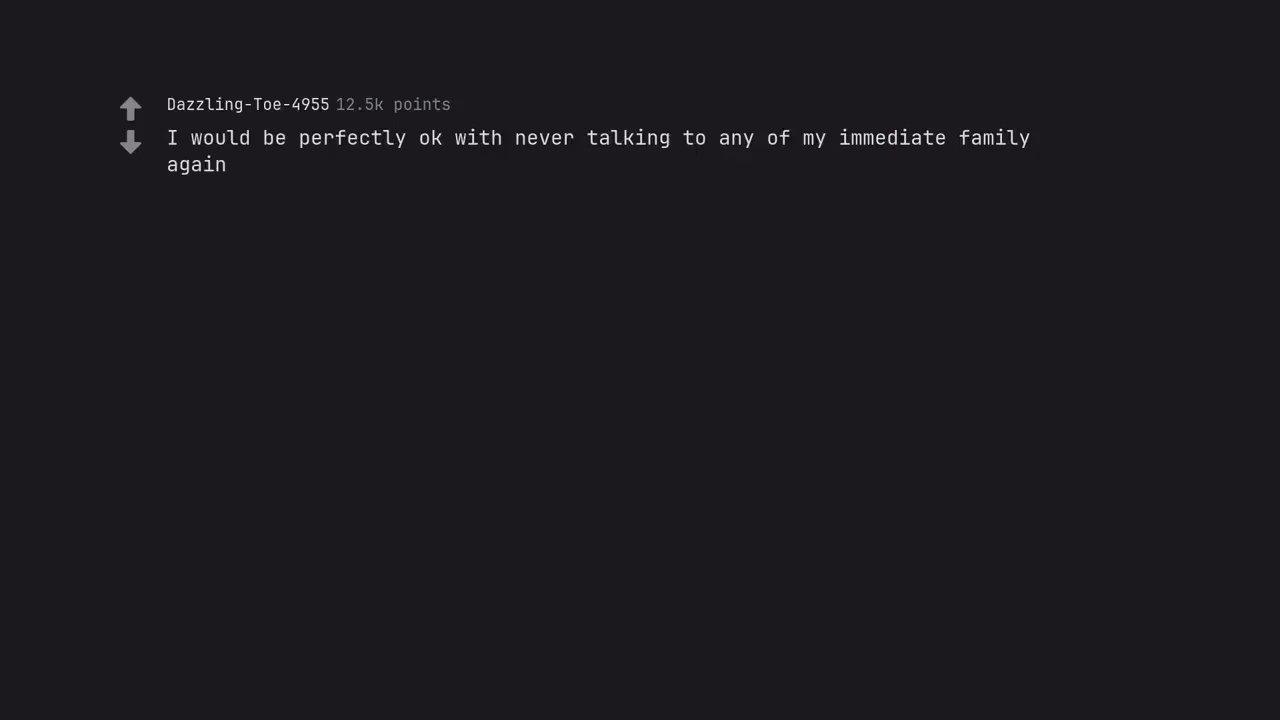 Dazzling-Toe-4955 12.5k points
I would be perfectly ok with never talking to any of my immediate family
again